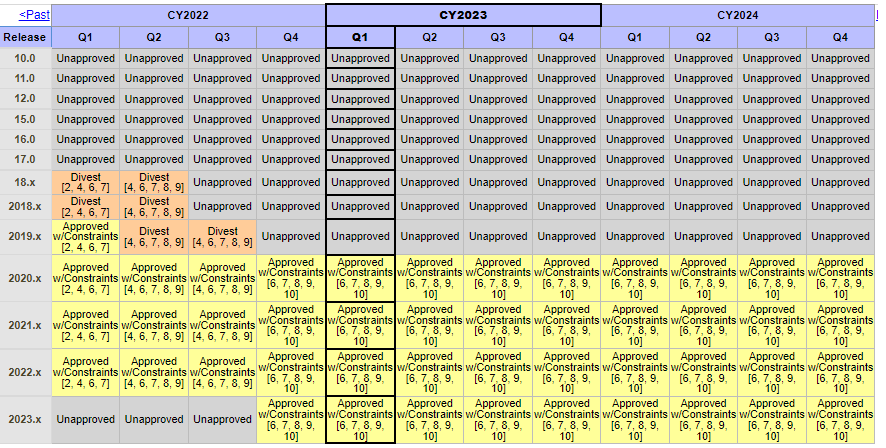 <Past CY2022 CY2023 CY2024
Release Q1 Q2 Q3 Q4 Q1 Q2 Q3 Q4 Q1 Q2 Q3 Q4
10.0 Unapproved Unapproved Unapproved Unapproved Unapproved Unapproved Unapproved Unapproved Unapproved Unapproved Unapproved Unapproved
11.0 Unapproved Unapproved Unapproved Unapproved Unapproved Unapproved Unapproved Unapproved Unapproved Unapproved Unapproved Unapproved
12.0 Unapproved Unapproved Unapproved Unapproved Unapproved Unapproved Unapproved Unapproved Unapproved Unapproved Unapproved Unapproved
15.0 Unapproved Unapproved Unapproved Unapproved Unapproved Unapproved Unapproved Unapproved Unapproved Unapproved Unapproved Unapproved
16.0 Unapproved Unapproved Unapproved Unapproved Unapproved Unapproved Unapproved Unapproved Unapproved Unapproved Unapproved Unapproved
17.0 Unapproved Unapproved Unapproved Unapproved Unapproved Unapproved Unapproved Unapproved Unapproved Unapproved Unapproved Unapproved
18.x Divest [2, 4, 6, 7] Divest [4, 6, 7, 8, 9] Unapproved Unapproved Unapproved Unapproved Unapproved Unapproved Unapproved Unapproved Unapproved Unapproved
2018.x Divest [2, 4, 6, 7] Divest [4, 6, 7, 8, 9] Unapproved Unapproved Unapproved Unapproved Unapproved Unapproved Unapproved Unapproved Unapproved Unapproved
2019.x Approved w/Constraints [2, 4, 6, 7] Divest [4, 6, 7, 8, 9] Divest [4, 6, 7, 8, 9] Unapproved Unapproved Unapproved Unapproved Unapproved Unapproved Unapproved Unapproved Unapproved
2020.x Approved w/Constraints [2, 4, 6, 7] Approved w/Constraints [4, 6, 7, 8, 9] Approved w/Constraints [4, 6, 7, 8, 9] Approved w/Constraints [6, 7, 8, 9, 10] Approved w/Constraints [6, 7, 8, 9, 10] Approved w/Constraints [6, 7, 8, 9, 10] Approved w/Constraints [6, 7, 8, 9, 10] Approved w/Constraints [6, 7, 8, 9, 10] Approved w/Constraints [6, 7, 8, 9, 10] Approved w/Constraints [6, 7, 8, 9, 10] Approved w/Constraints [6, 7, 8, 9, 10] Approved w/Constraints [6, 7, 8, 9, 10]
2021.x Approved w/Constraints [2, 4, 6, 7] Approved w/Constraints [4, 6, 7, 8, 9] Approved w/Constraints [4, 6, 7, 8, 9] Approved w/Constraints [6, 7, 8, 9, 10] Approved w/Constraints [6, 7, 8, 9, 10] Approved w/Constraints [6, 7, 8, 9, 10] Approved w/Constraints [6, 7, 8, 9, 10] Approved w/Constraints [6, 7, 8, 9, 10] Approved w/Constraints [6, 7, 8, 9, 10] Approved w/Constraints [6, 7, 8, 9, 10] Approved w/Constraints [6, 7, 8, 9, 10] Approved w/Constraints [6, 7, 8, 9, 10]
2022.x Approved w/Constraints [2, 4, 6, 7] Approved w/Constraints [4, 6, 7, 8, 9] Approved w/Constraints [4, 6, 7, 8, 9] Approved w/Constraints [6, 7, 8, 9, 10] Approved w/Constraints [6, 7, 8, 9, 10] Approved w/Constraints [6, 7, 8, 9, 10] Approved w/Constraints [6, 7, 8, 9, 10] Approved w/Constraints [6, 7, 8, 9, 10] Approved w/Constraints [6, 7, 8, 9, 10] Approved w/Constraints [6, 7, 8, 9, 10] Approved w/Constraints [6, 7, 8, 9, 10] Approved w/Constraints [6, 7, 8, 9, 10]
2023.x Unapproved Unapproved Unapproved Approved w/Constraints [6, 7, 8, 9, 10] Approved w/Constraints [6, 7, 8, 9, 10] Approved w/Constraints [6, 7, 8, 9, 10] Approved w/Constraints [6, 7, 8, 9, 10] Approved w/Constraints [6, 7, 8, 9, 10] Approved w/Constraints [6, 7, 8, 9, 10] Approved w/Constraints [6, 7, 8, 9, 10] Approved w/Constraints [6, 7, 8, 9, 10] Approved w/Constraints [6, 7, 8, 9, 10]